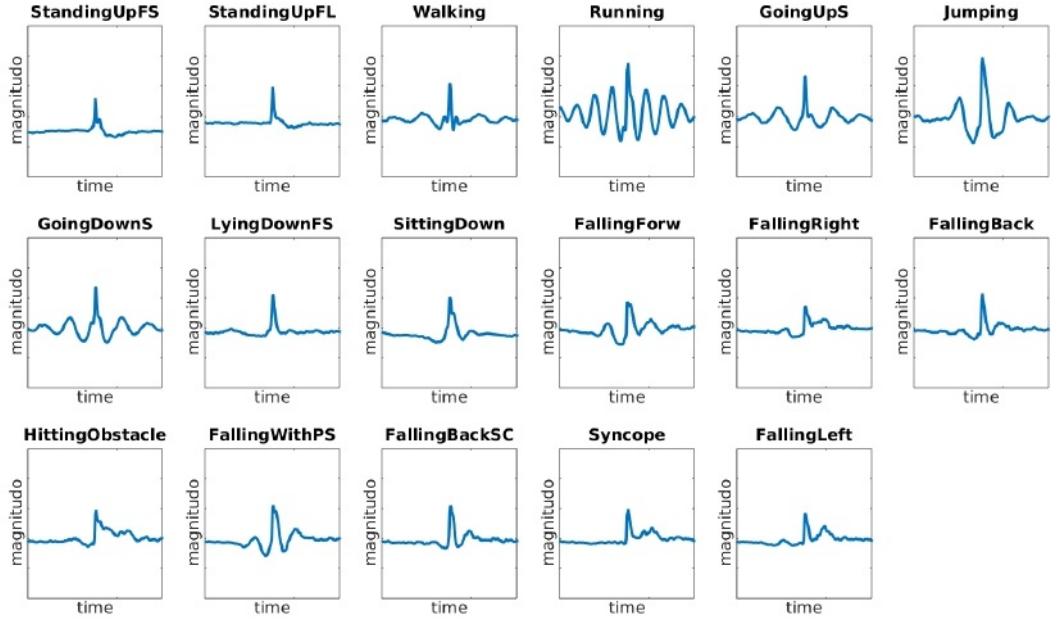 StandingUpFS StandingUpFL Walking Running GoingUpS Jumping
magnitudo magnitudo magnitudo magnitudo magnitudo magnitudo
time time time time time time
GoingDownS LyingDownFS SittingDown FallingForw FallingRight FallingBack
magnitudo magnitudo magnitudo magnitudo magnitudo magnitudo
time time time time time time
HittingObstacle FallingWithPS FallingBackSC Syncope FallingLeft
magnitudo magnitudo magnitudo magnitudo magnitudo
time time time time time